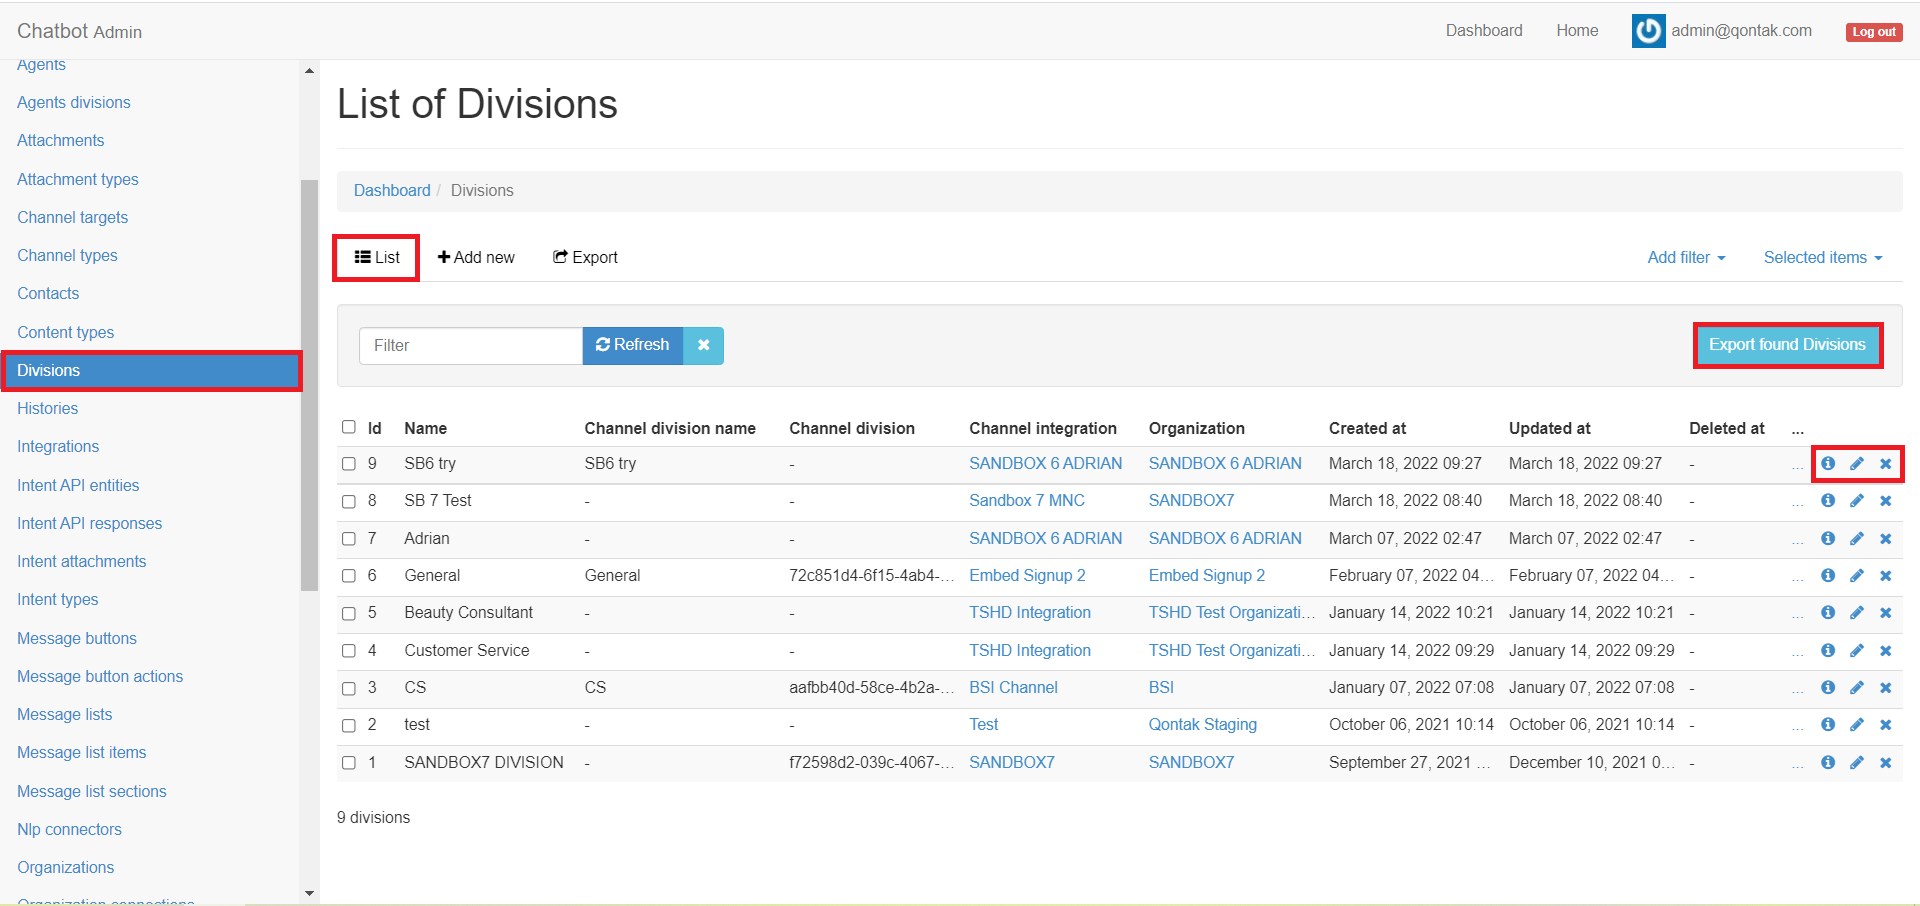 Chatbot Admin
Dashboard Home admin@qontak.com Log out
Agents
Agents divisions
Attachments
Attachment types
Channel targets
Channel types
Contacts
Content types
Divisions
Histories
Integrations
Intent API entities
Intent API responses
Intent attachments
Intent types
Message buttons
Message button actions
Message lists
Message list items
Message list sections
Nlp connectors
Organizations
Organization connections
List of Divisions
Dashboard / Divisions
List Add new Export Add filter Selected items
Filter Refresh Export found Divisions
Id Name Channel division name Channel division Channel integration Organization Created at Updated at Deleted at ...
9 SB6 try SB6 try - SANDBOX 6 ADRIAN SANDBOX 6 ADRIAN March 18, 2022 09:27 March 18, 2022 09:27 - ...
8 SB 7 Test - - Sandbox 7 MNC SANDBOX7 March 18, 2022 08:40 March 18, 2022 08:40 - ...
7 Adrian - - SANDBOX 6 ADRIAN SANDBOX 6 ADRIAN March 07, 2022 02:47 March 07, 2022 02:47 - ...
6 General General 72c851d4-6f15-4ab4-... Embed Signup 2 Embed Signup 2 February 07, 2022 04... February 07, 2022 04... - ...
5 Beauty Consultant - - TSHD Integration TSHD Test Organizati... January 14, 2022 10:21 January 14, 2022 10:21 - ...
4 Customer Service - - TSHD Integration TSHD Test Organizati... January 14, 2022 09:29 January 14, 2022 09:29 - ...
3 CS CS aafbb40d-58ce-4b2a-... BSI Channel BSI January 07, 2022 07:08 January 07, 2022 07:08 - ...
2 test - - Test Qontak Staging October 06, 2021 10:14 October 06, 2021 10:14 - ...
1 SANDBOX7 DIVISION - f72598d2-039c-4067-... SANDBOX7 SANDBOX7 September 27, 2021 ... December 10, 2021 0... - ...
9 divisions